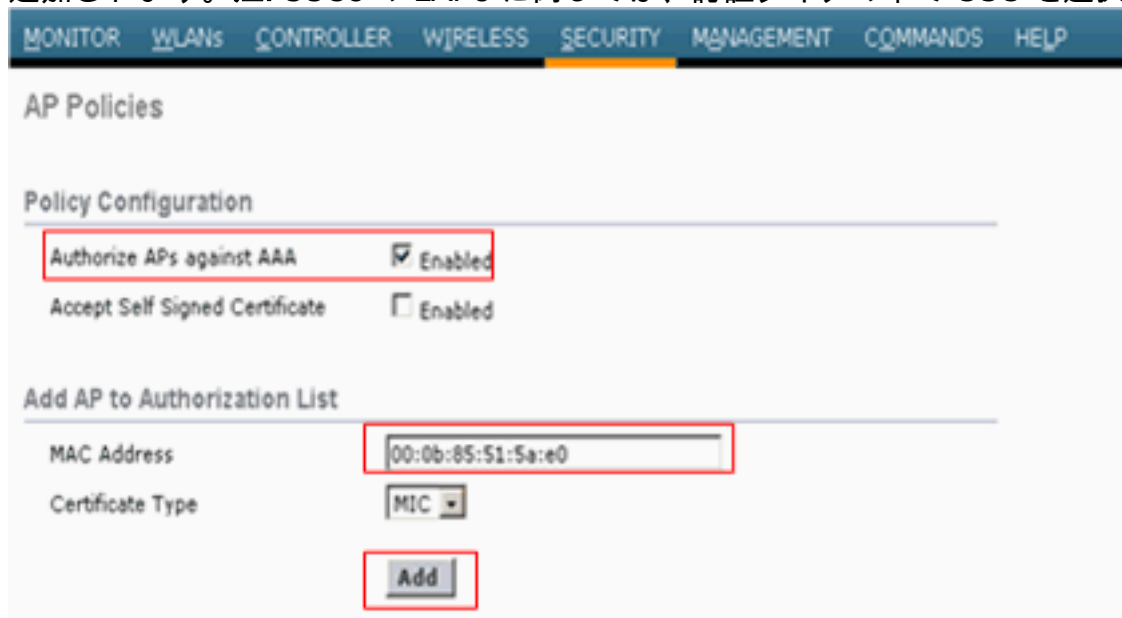 MONITOR WLANs CONTROLLER WIRELESS SECURITY MANAGEMENT COMMANDS HELP
AP Policies
Policy Configuration
Authorize APs against AAA Enabled
Accept Self Signed Certificate Enabled
Add AP to Authorization List
MAC Address 00:0b:85:51:5a:e0
Certificate Type MIC
Add